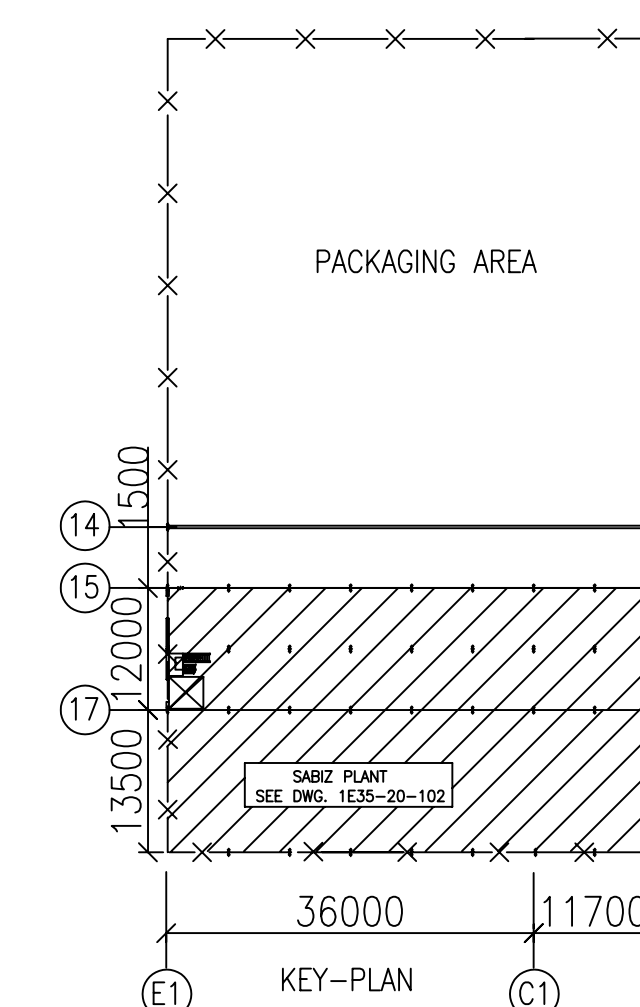 PACKAGING AREA
1500
14
15
12000
17
13500
SABIZ PLANT
SEE DWG. 1E35-20-102
36000
11700
KEY-PLAN
E1
C1